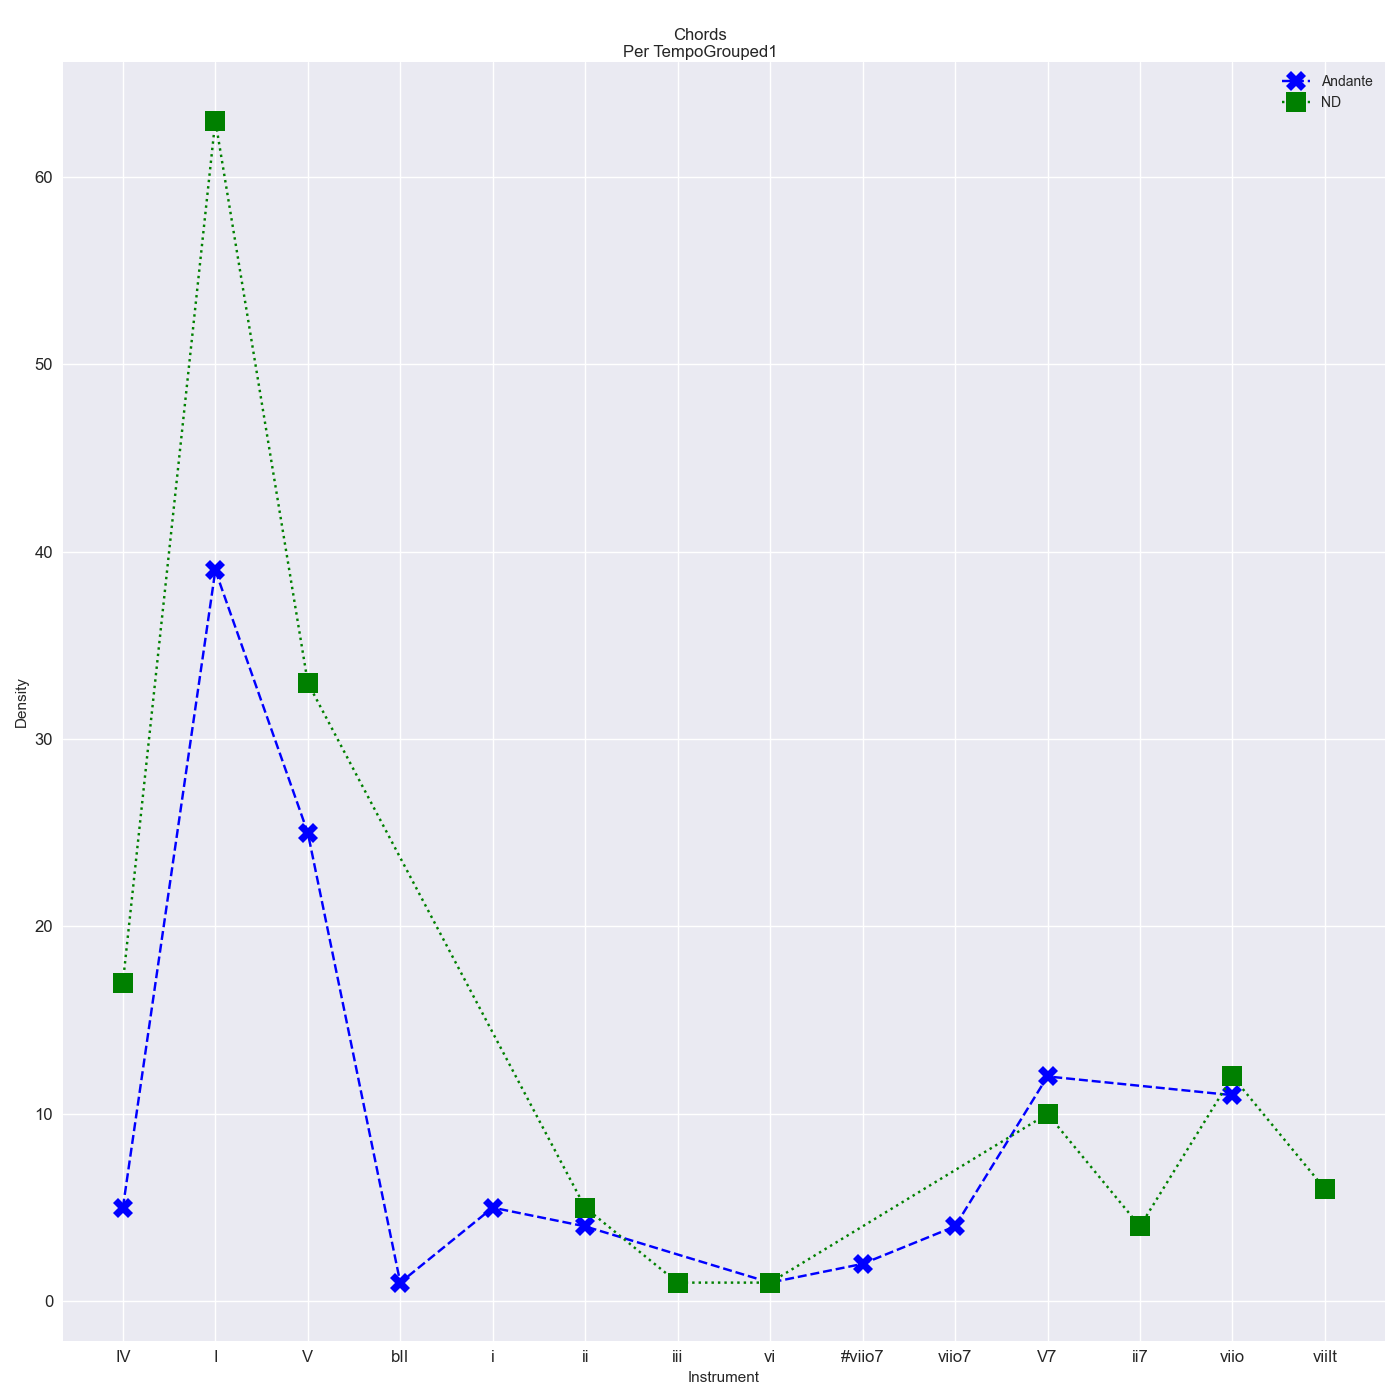 Chords
Per TempoGrouped1
Andante
ND
60
50
40
30
20
10
0
Density
IV I V bII i ii iii vi #viio7 viio7 V7 ii7 viio viiIt
Instrument